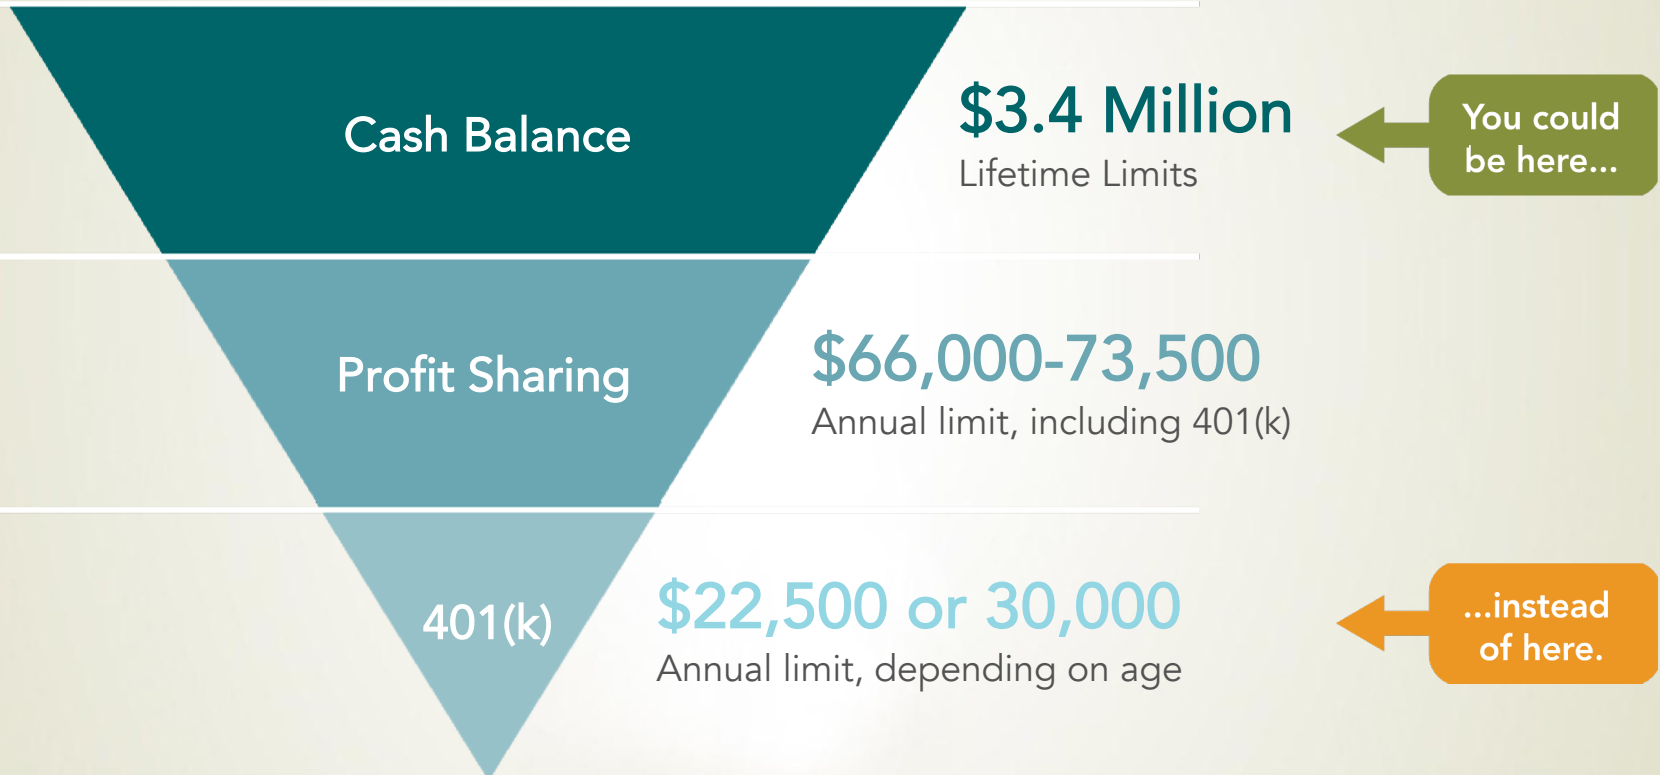 Cash Balance
$3.4 Million
Lifetime Limits
You could
be here...
Profit Sharing
$66,000-73,500
Annual limit, including 401(k)
401(k)
$22,500 or 30,000
Annual limit, depending on age
...instead
of here.